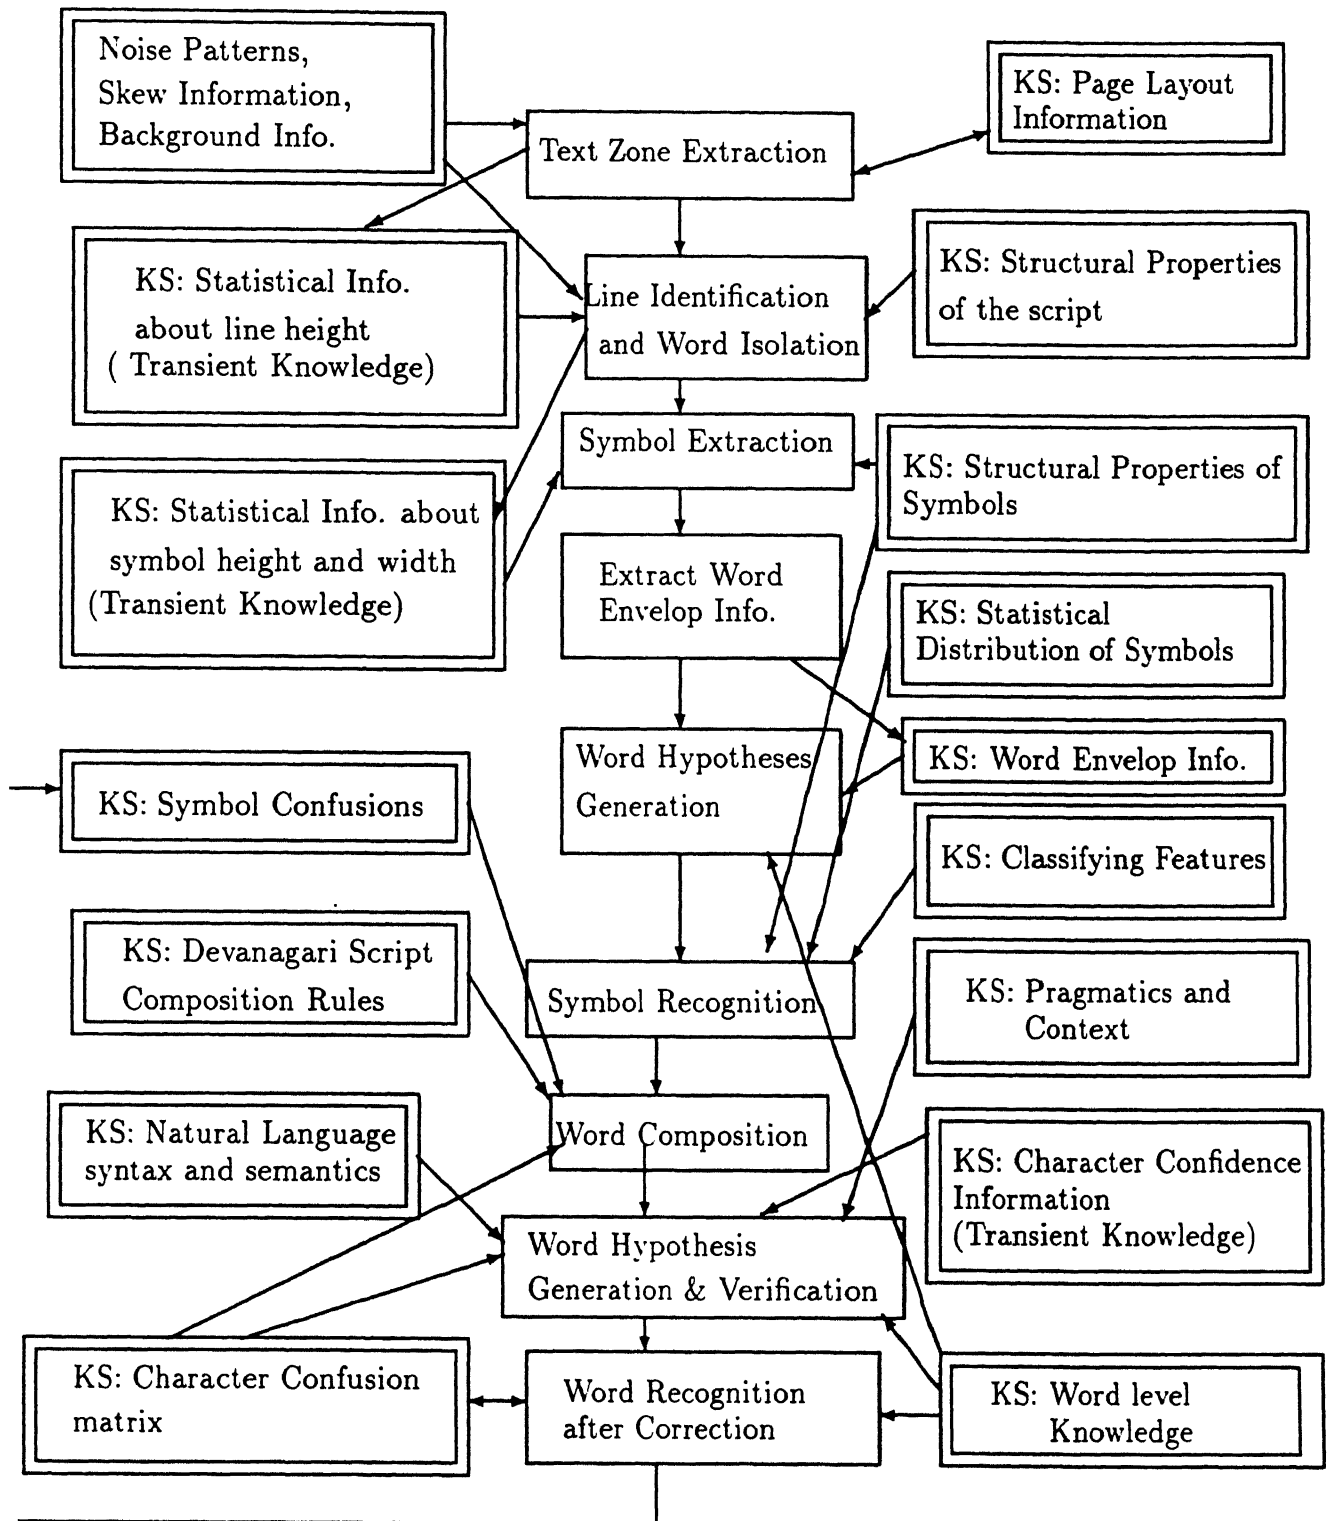 Noise Patterns,
Skew Information,
Background Info.
KS: Page Layout
Information
Text Zone Extraction
KS: Statistical Info.
about line height
( Transient Knowledge)
Line Identification
and Word Isolation
KS: Structural Properties
of the script
Symbol Extraction
KS: Structural Properties of
Symbols
KS: Statistical Info. about
symbol height and width
(Transient Knowledge)
Extract Word
Envelop Info.
KS: Statistical
Distribution of Symbols
Word Hypotheses
Generation
KS: Word Envelop Info.
KS: Symbol Confusions
KS: Classifying Features
KS: Devanagari Script
Composition Rules
Symbol Recognition
KS: Pragmatics and
Context
KS: Natural Language
syntax and semantics
Word Composition
KS: Character Confidence
Information
(Transient Knowledge)
Word Hypothesis
Generation & Verification
KS: Character Confusion
matrix
Word Recognition
after Correction
KS: Word level
Knowledge